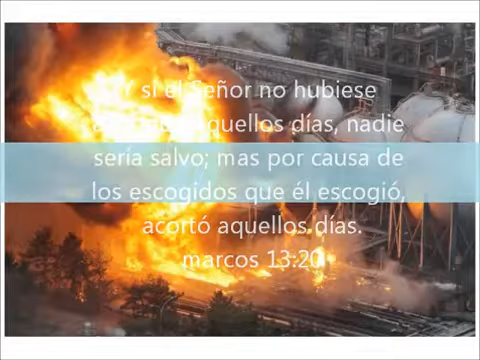 Y si el Señor no hubiese
aquellos días, nadie
sería salvo; mas por causa de
los escogidos que él escogió,
acortó aquellos días.
marcos 13:20